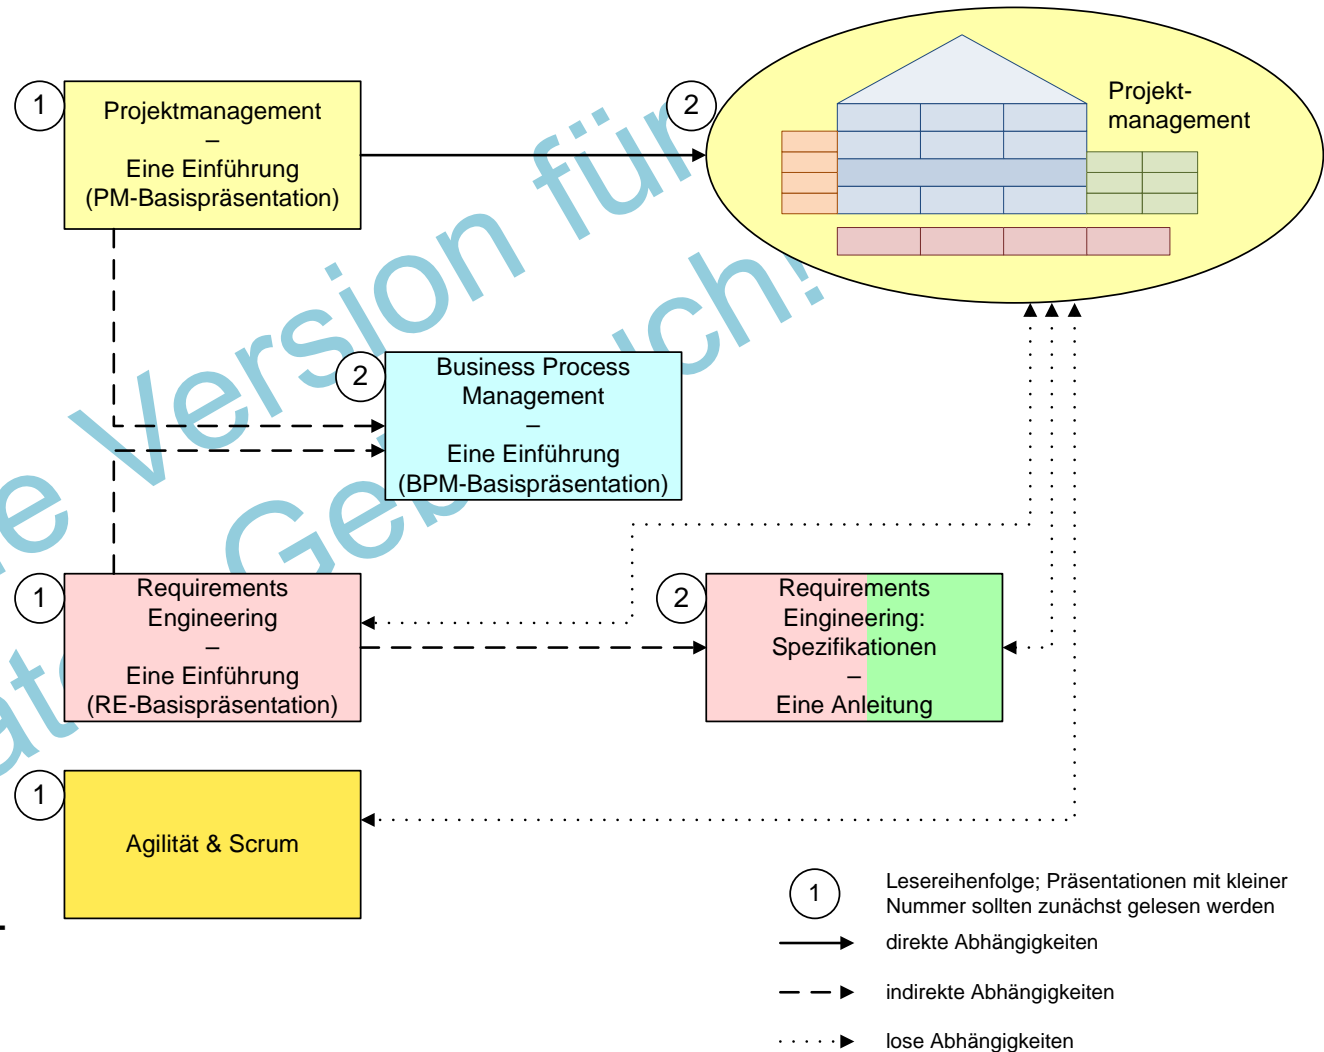 1
Projektmanagement
–
Eine Einführung
(PM-Basispräsentation)
2
Projekt-
management
2
Business Process
Management
–
Eine Einführung
(BPM-Basispräsentation)
1
Requirements
Engineering
–
Eine Einführung
(RE-Basispräsentation)
2
Requirements
Eingineering:
Spezifikationen
–
Eine Anleitung
1
Agilität & Scrum
1
Lesereihenfolge; Präsentationen mit kleiner
Nummer sollten zunächst gelesen werden
direkte Abhängigkeiten
indirekte Abhängigkeiten
lose Abhängigkeiten
Version für